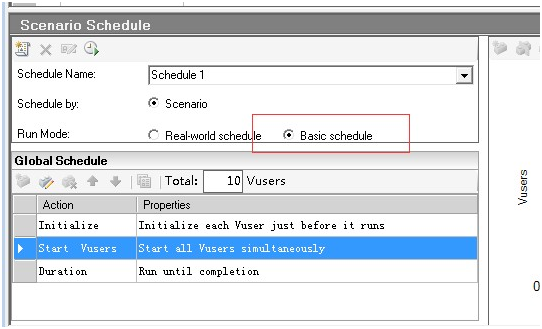 Scenario Schedule
Schedule Name: Schedule 1
Schedule by: Scenario
Run Mode: Real-world schedule Basic schedule
Global Schedule
Total: 10 Vusers
Action Properties
Initialize Initialize each Vuser just before it runs
Start Vusers Start all Vusers simultaneously
Duration Run until completion
Vusers
0